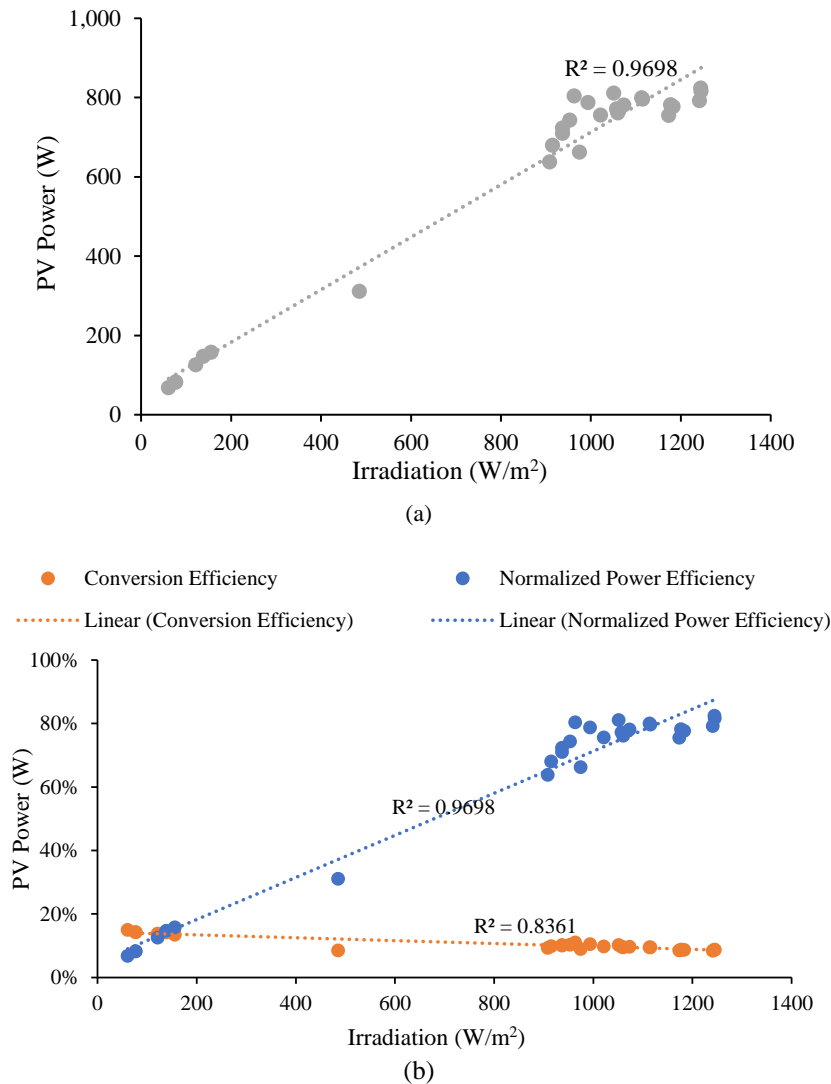 1,000
800
600
400
200
0
PV Power (W)
R² = 0.9698
0 200 400 600 800 1000 1200 1400
Irradiation (W/m²)
(a)
Conversion Efficiency Normalized Power Efficiency
Linear (Conversion Efficiency) Linear (Normalized Power Efficiency)
100%
80%
60%
40%
20%
0%
PV Power (W)
R² = 0.9698
R² = 0.8361
0 200 400 600 800 1000 1200 1400
Irradiation (W/m²)
(b)